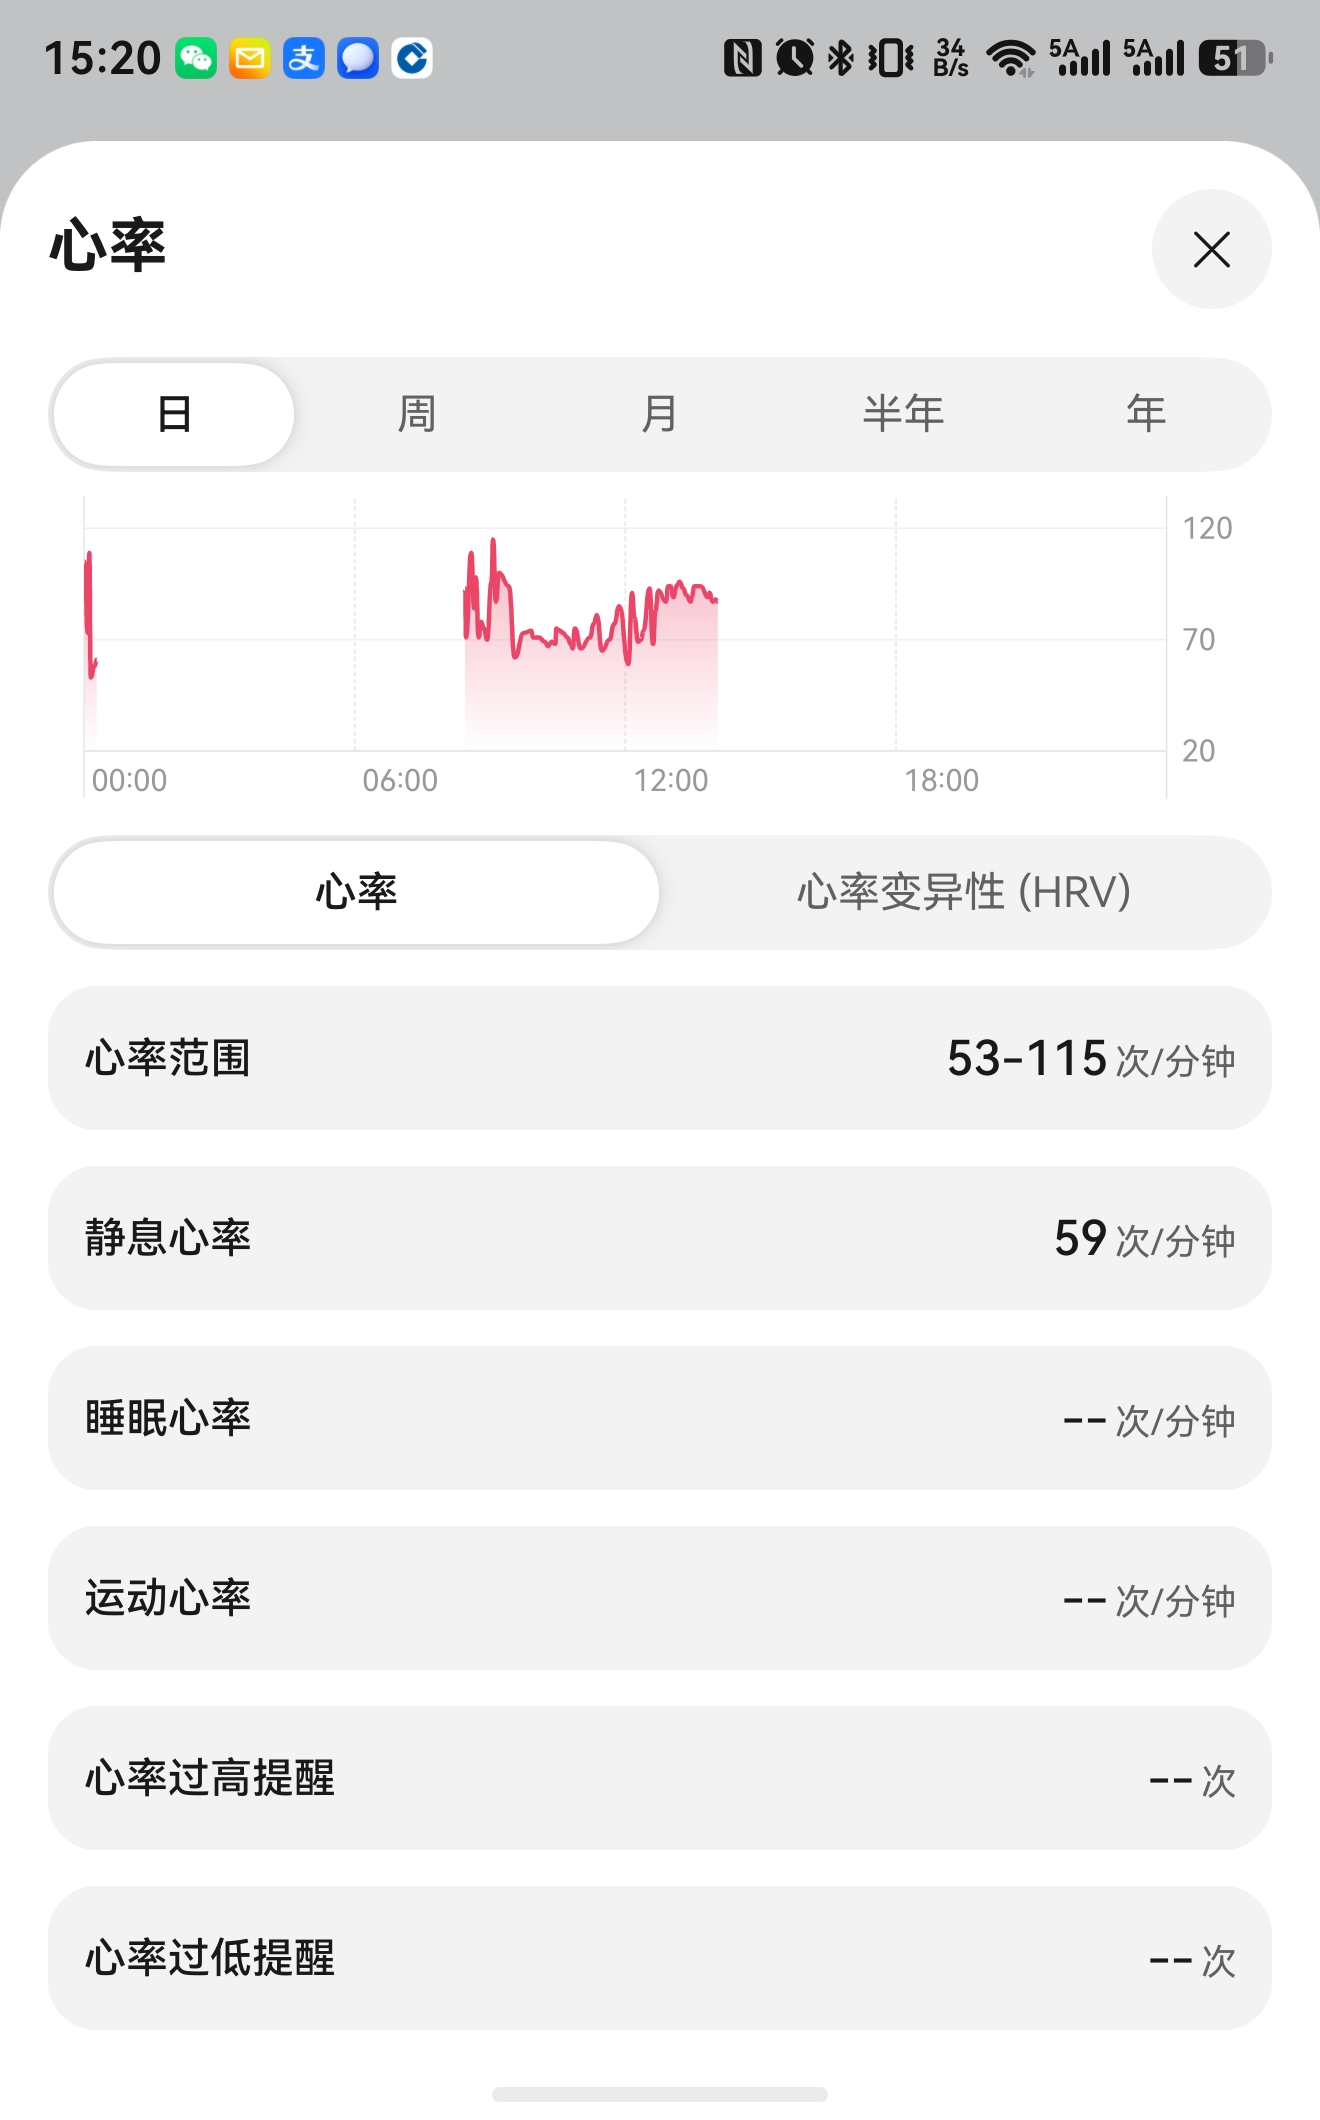 15:20 支 34 B/s 5A 5A 51
心率
日 周 月 半年 年
120
70
20
00:00 06:00 12:00 18:00
心率 心率变异性 (HRV)
心率范围 53-115 次/分钟
静息心率 59 次/分钟
睡眠心率 -- 次/分钟
运动心率 -- 次/分钟
心率过高提醒 -- 次
心率过低提醒 -- 次